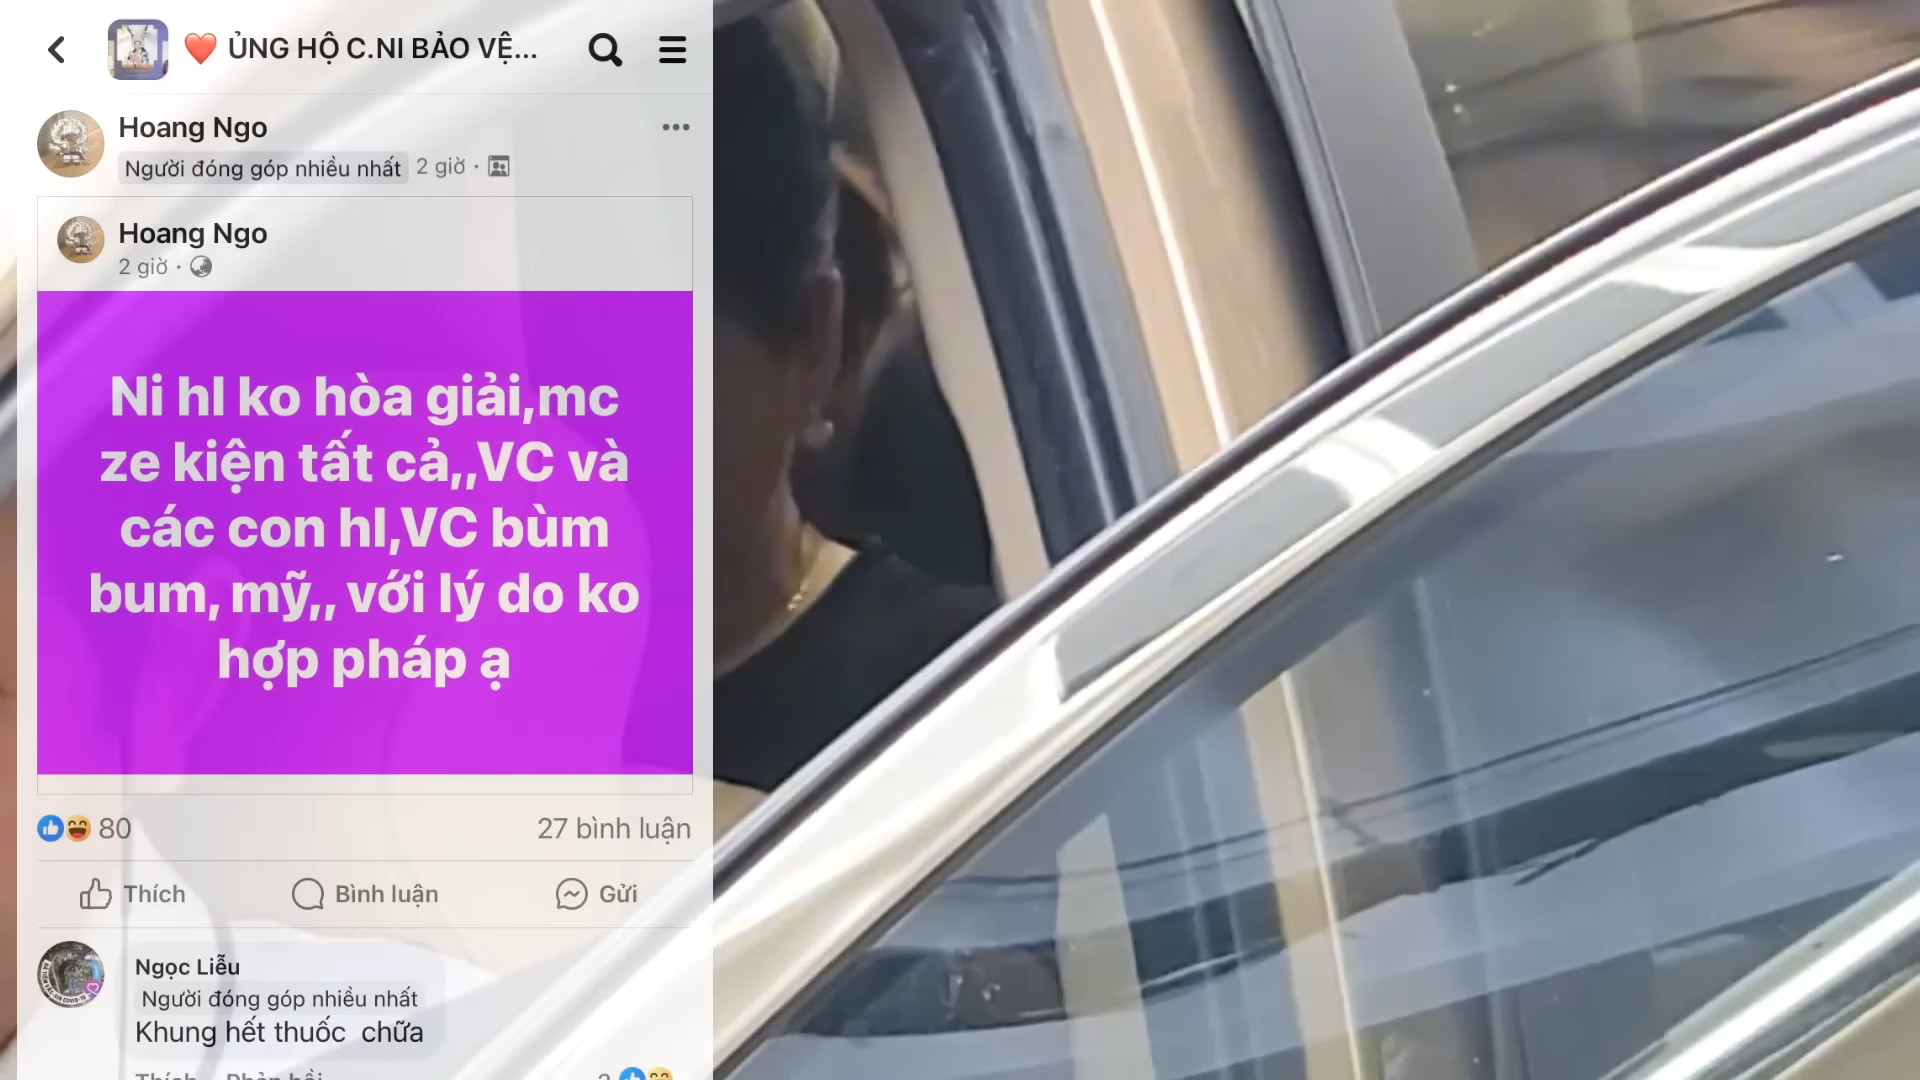 ỦNG HỘ C.NI BẢO VỆ...
Hoang Ngo
Người đóng góp nhiều nhất 2 giờ ·
Hoang Ngo
2 giờ ·
Ni hl ko hòa giải,mc
ze kiện tất cả,,VC và
các con hl,VC bùm
bum, mỹ,, với lý do ko
hợp pháp ạ
80
27 bình luận
Thích
Bình luận
Gửi
Ngọc Liễu
Người đóng góp nhiều nhất
Khung hết thuốc chữa
Thích Phản hồi